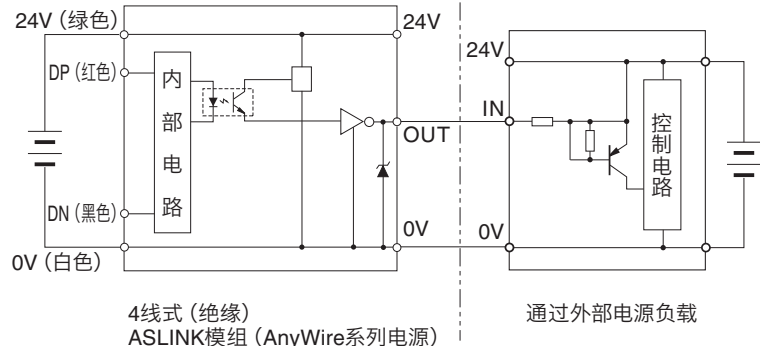 24V (绿色)
24V
DP (红色)
内部电路
OUT
DN (黑色)
0V (白色)
0V
24V
IN
控制电路
0V
4线式 (绝缘)
ASLINK模组 (AnyWire系列电源)
通过外部电源负载